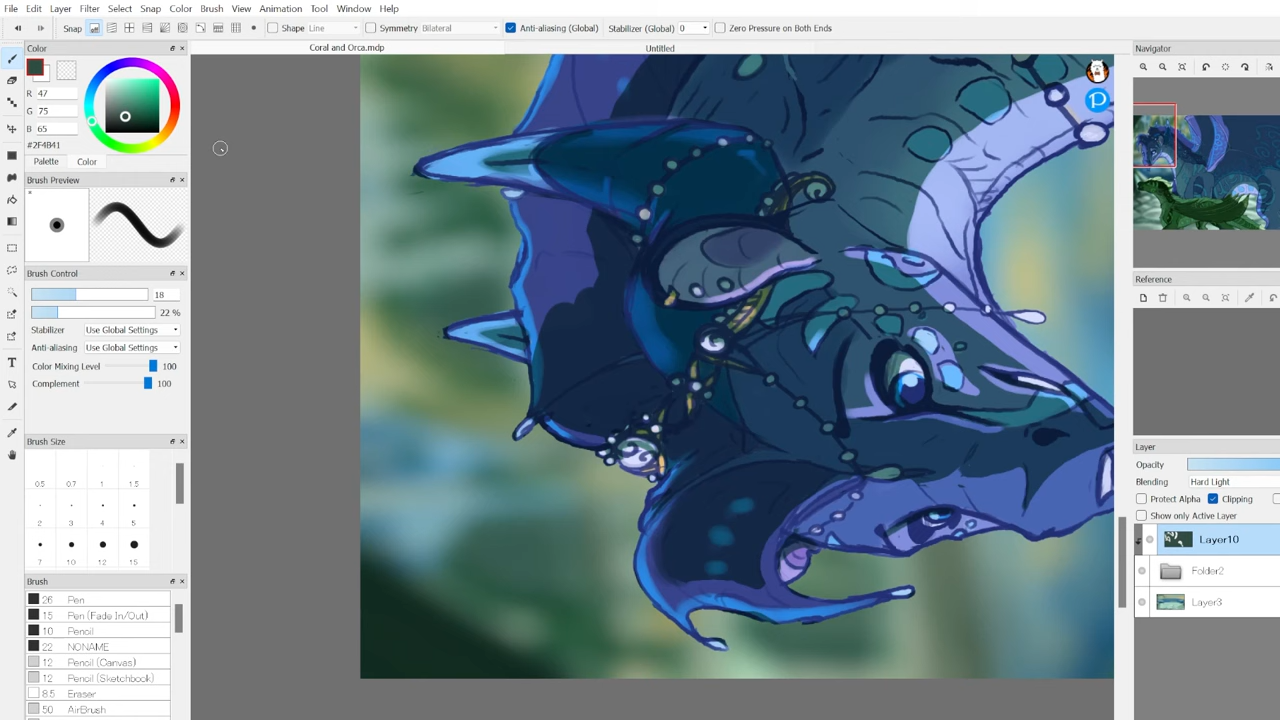 File Edit Layer Filter Select Snap Color Brush View Animation Tool Window Help
Snap Shape Line Symmetry Bilateral Anti-aliasing (Global) Stabilizer (Global) 0 Zero Pressure on Both Ends
Color
Coral and Orca.mdp
Untitled
Navigator
R 47
G 75
B 65
#2F4B41
Palette Color
Brush Preview
Brush Control
18
22 %
Stabilizer Use Global Settings
Anti-aliasing Use Global Settings
Color Mixing Level 100
Complement 100
Brush Size
0.5 0.7 1 1.5
2 3 4 5
7 10 12 15
Brush
26 Pen
15 Pen (Fade In/Out)
10 Pencil
22 NONAME
12 Pencil (Canvas)
12 Pencil (Sketchbook)
8.5 Eraser
50 AirBrush
Reference
Layer
Opacity
Blending Hard Light
Protect Alpha Clipping
Show only Active Layer
Layer10
Folder2
Layer3